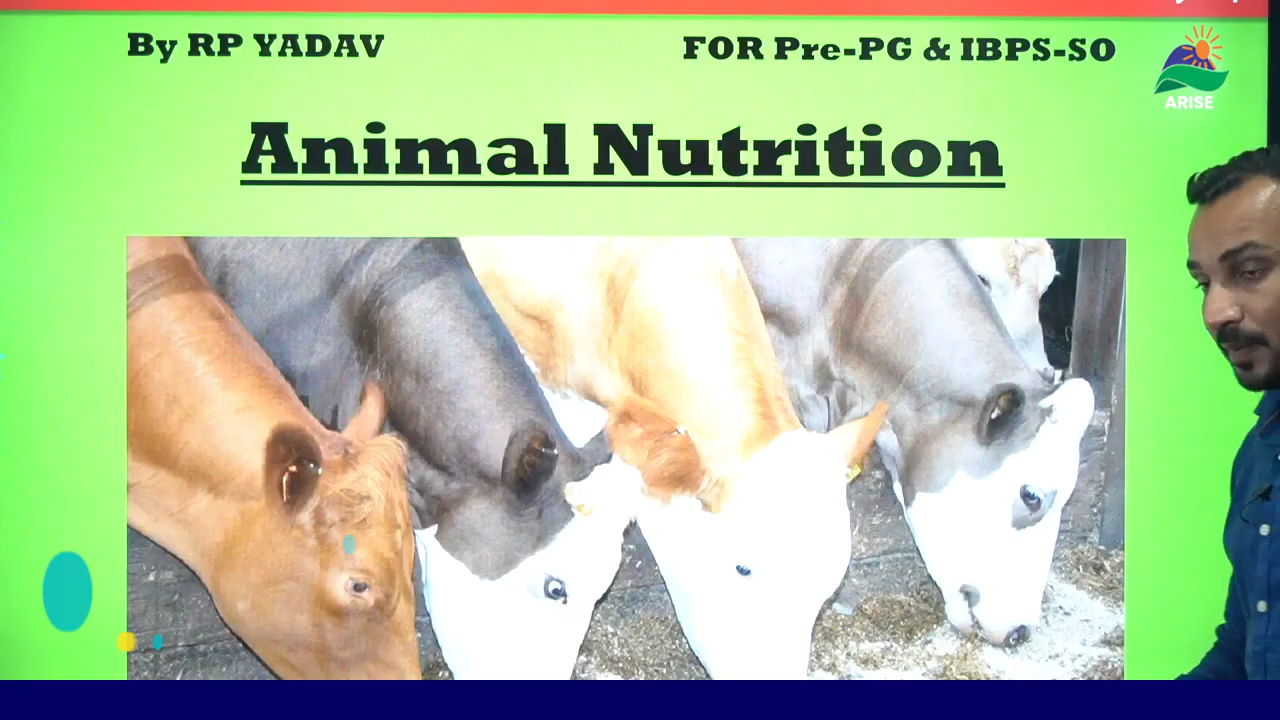 By RP YADAV
FOR Pre-PG & IBPS-SO
ARISE
Animal Nutrition